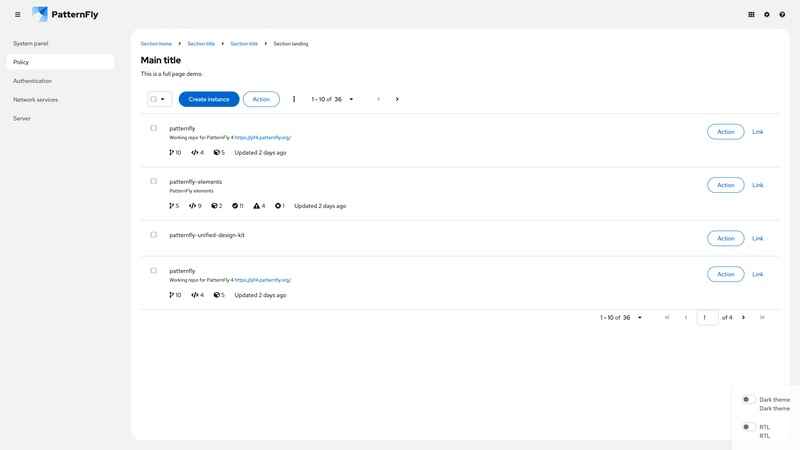 PatternFly
System panel
Policy
Authentication
Network services
Server
Section home > Section title > Section title > Section landing
Main title
This is a full page demo.
Create instance Action 1 - 10 of 36
patternfly
Working repo for PatternFly 4 https://pf4.patternfly.org/
10 4 5 Updated 2 days ago
Action Link
patternfly-elements
PatternFly elements
5 9 2 11 4 1 Updated 2 days ago
Action Link
patternfly-unified-design-kit
Action Link
patternfly
Working repo for PatternFly 4 https://pf4.patternfly.org/
10 4 5 Updated 2 days ago
Action Link
1 - 10 of 36 1 of 4
Dark theme
Dark theme
RTL
RTL